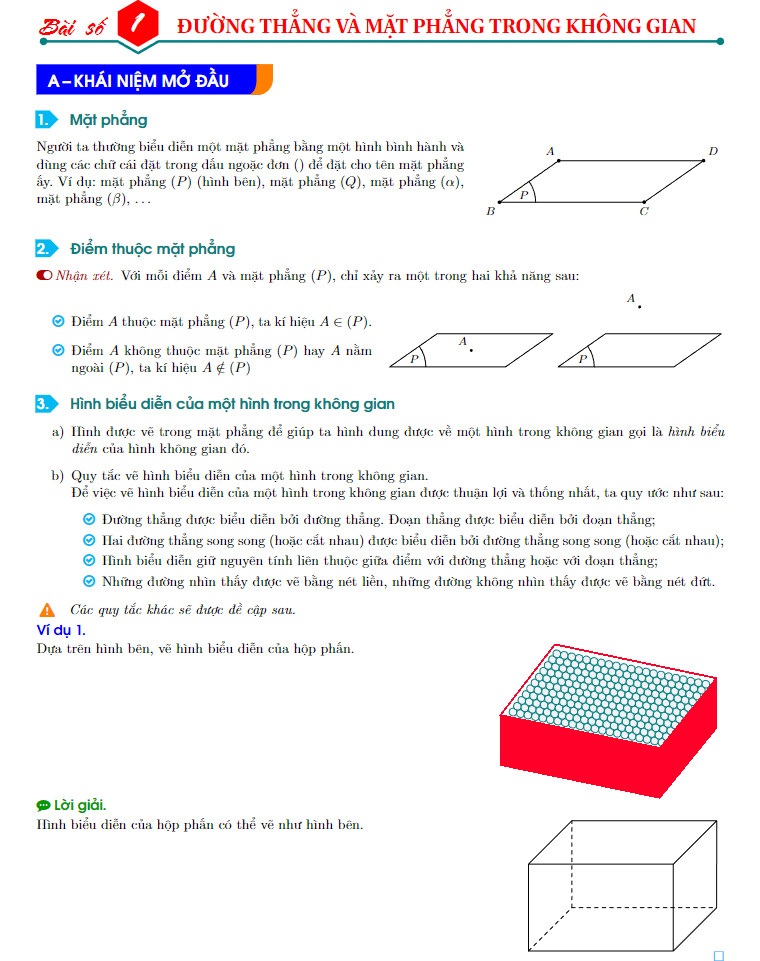 Bài số 1 ĐƯỜNG THẲNG VÀ MẶT PHẲNG TRONG KHÔNG GIAN
A – KHÁI NIỆM MỞ ĐẦU
1. Mặt phẳng
Người ta thường biểu diễn một mặt phẳng bằng một hình bình hành và
dùng các chữ cái đặt trong dấu ngoặc đơn () để đặt cho tên mặt phẳng
ấy. Ví dụ: mặt phẳng (P) (hình bên), mặt phẳng (Q), mặt phẳng (α),
mặt phẳng (β), ...
A
D
P
B
C
2. Điểm thuộc mặt phẳng
Nhận xét. Với mỗi điểm A và mặt phẳng (P), chỉ xảy ra một trong hai khả năng sau:
Điểm A thuộc mặt phẳng (P), ta kí hiệu A ∈ (P).
Điểm A không thuộc mặt phẳng (P) hay A nằm
ngoài (P), ta kí hiệu A ∉ (P)
A
P
A
P
3. Hình biểu diễn của một hình trong không gian
a) Hình được vẽ trong mặt phẳng để giúp ta hình dung được về một hình trong không gian gọi là hình biểu
diễn của hình không gian đó.
b) Quy tắc vẽ hình biểu diễn của một hình trong không gian.
Để việc vẽ hình biểu diễn của một hình trong không gian được thuận lợi và thống nhất, ta quy ước như sau:
Đường thẳng được biểu diễn bởi đường thẳng. Đoạn thẳng được biểu diễn bởi đoạn thẳng;
Hai đường thẳng song song (hoặc cắt nhau) được biểu diễn bởi đường thẳng song song (hoặc cắt nhau);
Hình biểu diễn giữ nguyên tính liên thuộc giữa điểm với đường thẳng hoặc với đoạn thẳng;
Những đường nhìn thấy được vẽ bằng nét liền, những đường không nhìn thấy được vẽ bằng nét đứt.
Các quy tắc khác sẽ được đề cập sau.
Ví dụ 1.
Dựa trên hình bên, vẽ hình biểu diễn của hộp phấn.
Lời giải.
Hình biểu diễn của hộp phấn có thể vẽ như hình bên.